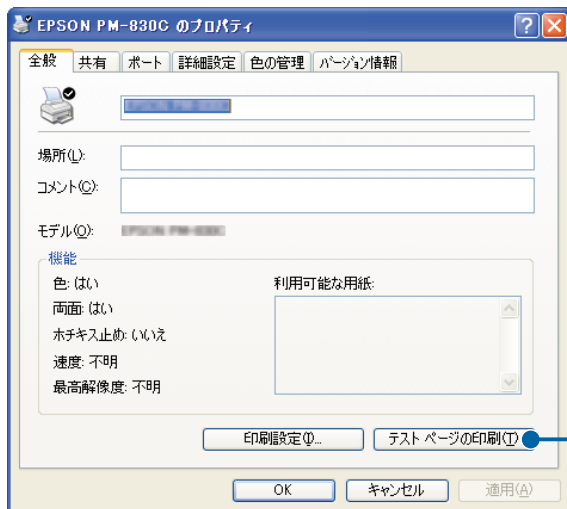 EPSON PM-830C のプロパティ
全般 共有 ポート 詳細設定 色の管理 バージョン情報
場所(L):
コメント(C):
モデル(O):
機能
色: はい
両面: はい
ホチキス止め: いいえ
速度: 不明
最高解像度: 不明
利用可能な用紙:
印刷設定(I)... テスト ページの印刷(T)
OK キャンセル 適用(A)